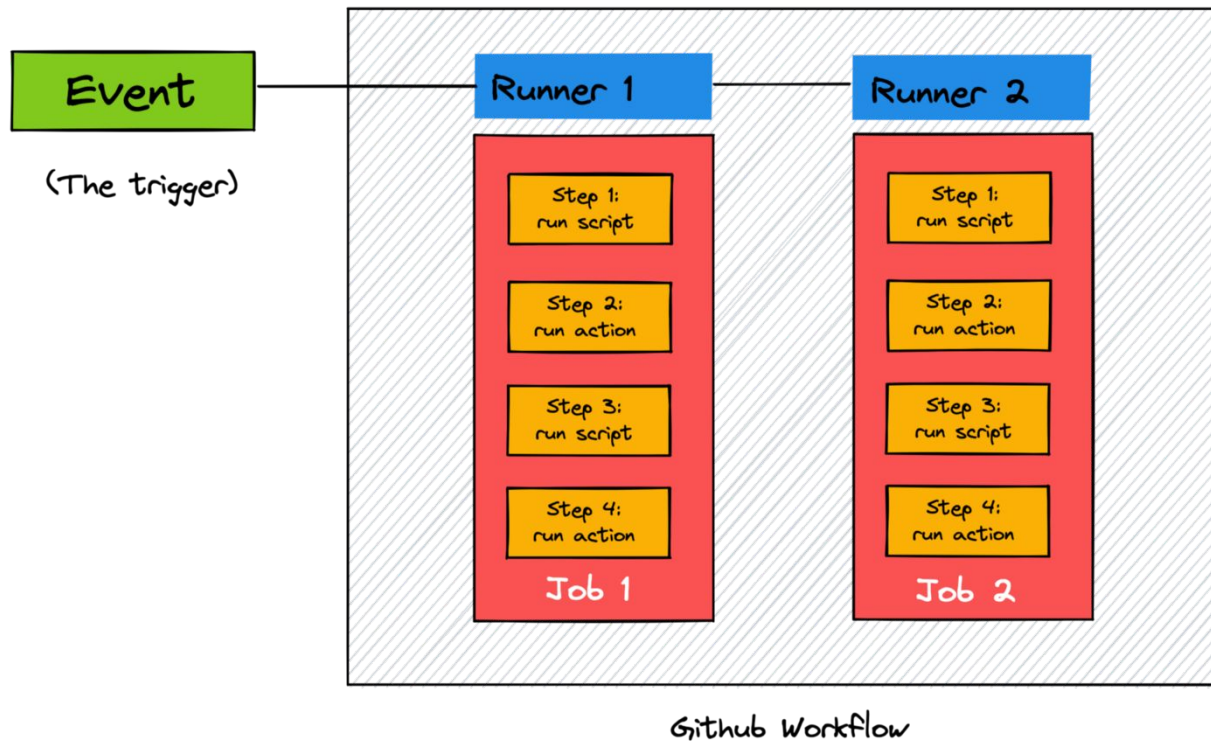 Event
(The trigger)
Runner 1
Step 1:
run script
Step 2:
run action
Step 3:
run script
Step 4:
run action
Job 1
Runner 2
Step 1:
run script
Step 2:
run action
Step 3:
run script
Step 4:
run action
Job 2
Github Workflow